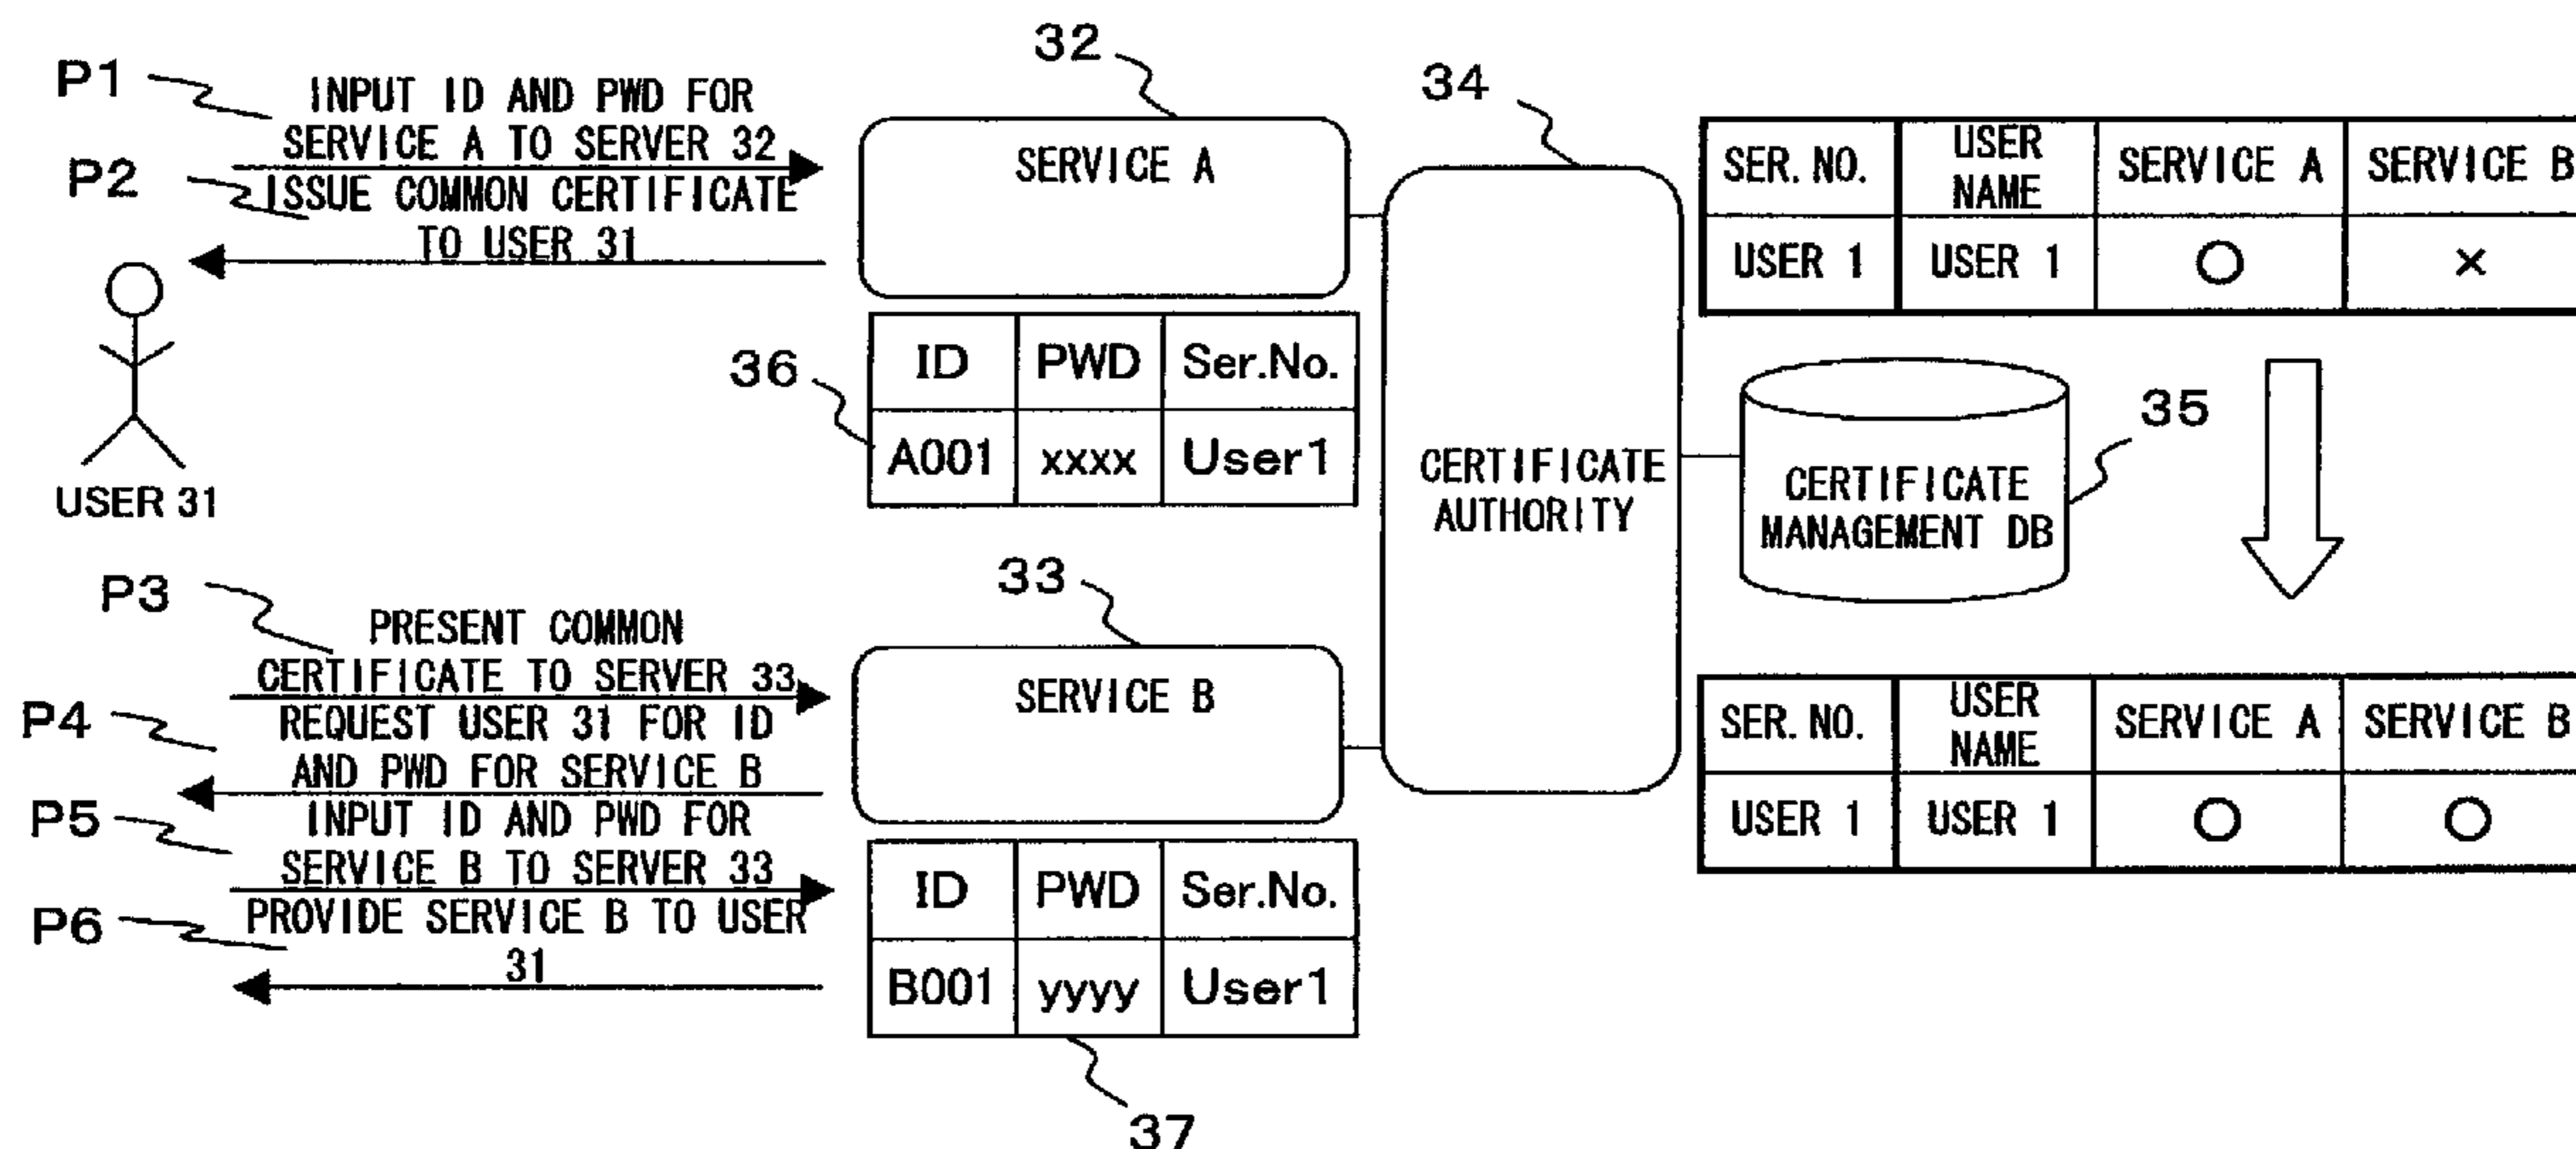 P1
INPUT ID AND PWD FOR
SERVICE A TO SERVER 32
P2
ISSUE COMMON CERTIFICATE
TO USER 31
USER 31
32
SERVICE A
36
ID PWD Ser.No.
A001 xxxx User1
34
CERTIFICATE
AUTHORITY
SER. NO. USER NAME SERVICE A SERVICE B
USER 1 USER 1 ○ ×
35
CERTIFICATE
MANAGEMENT DB
P3
PRESENT COMMON
CERTIFICATE TO SERVER 33
P4
REQUEST USER 31 FOR ID
AND PWD FOR SERVICE B
P5
INPUT ID AND PWD FOR
SERVICE B TO SERVER 33
P6
PROVIDE SERVICE B TO USER
31
33
SERVICE B
ID PWD Ser.No.
B001 yyyy User1
37
SER. NO. USER NAME SERVICE A SERVICE B
USER 1 USER 1 ○ ○